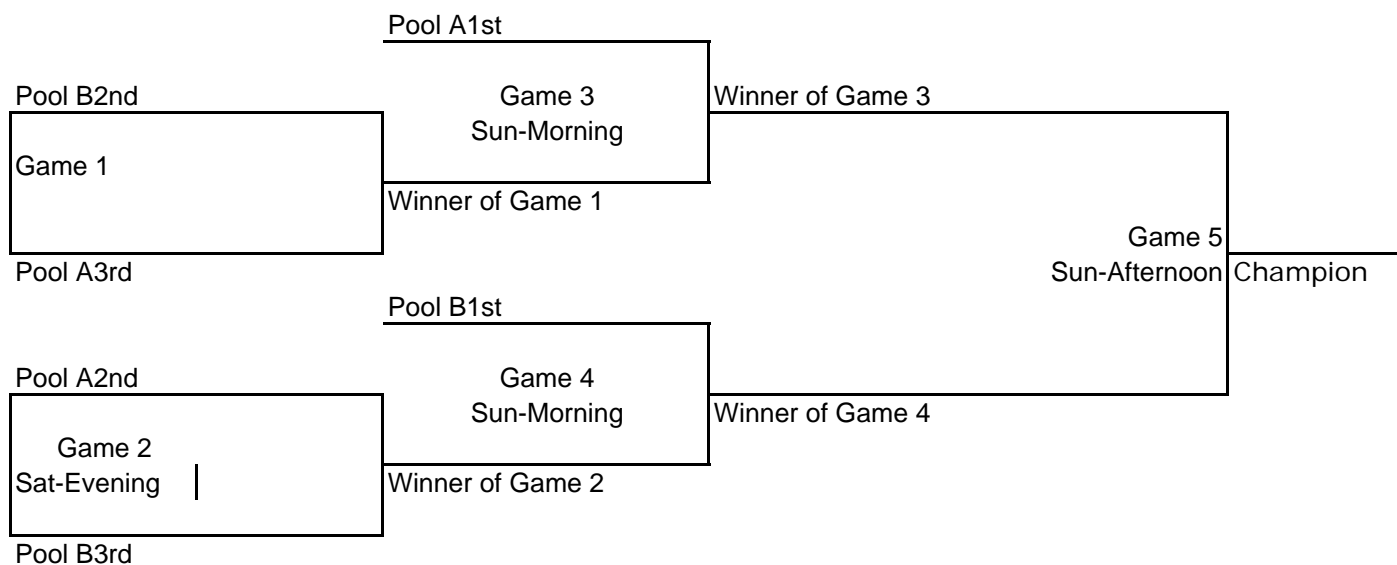 Pool A1st
Pool B2nd
Game 3
Winner of Game 3
Sun-Morning
Game 1
Winner of Game 1
Game 5
Pool A3rd
Sun-Afternoon
Champion
Pool B1st
Pool A2nd
Game 4
Sun-Morning
Winner of Game 4
Game 2
Sat-Evening
Winner of Game 2
Pool B3rd